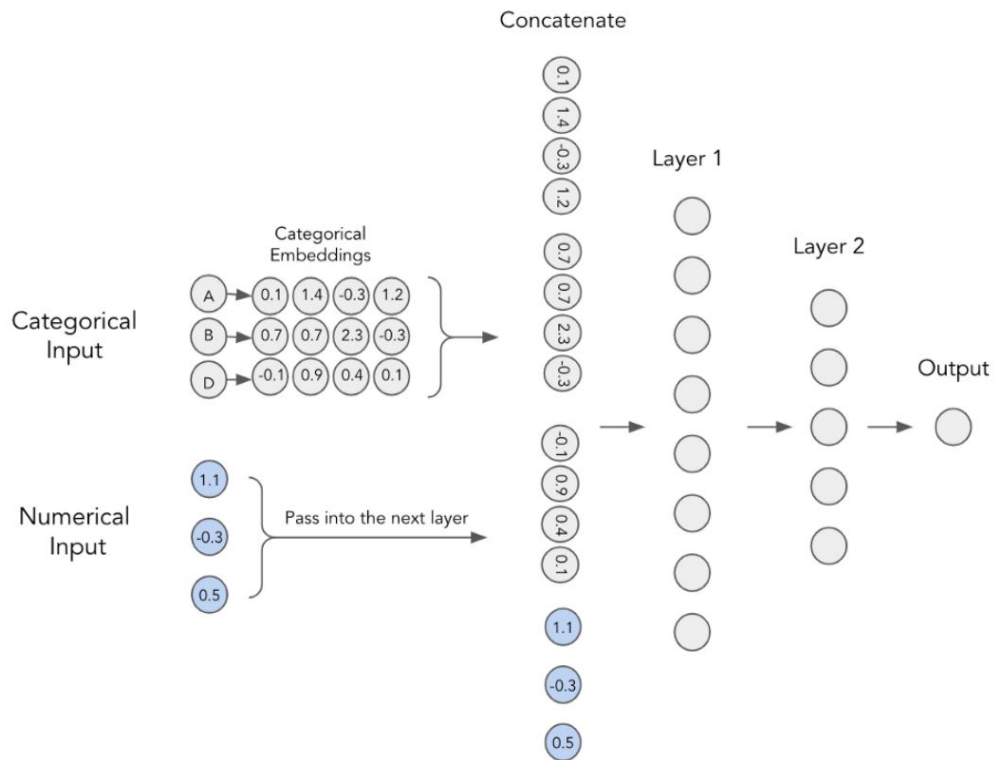 Concatenate
0.1
1.4
-0.3
1.2
0.7
0.7
2.3
-0.3
-0.1
0.9
0.4
0.1
1.1
-0.3
0.5
Categorical
Input
Categorical
Embeddings
A 0.1 1.4 -0.3 1.2
B 0.7 0.7 2.3 -0.3
D -0.1 0.9 0.4 0.1
Numerical
Input
1.1
-0.3
0.5
Pass into the next layer
Layer 1
Layer 2
Output